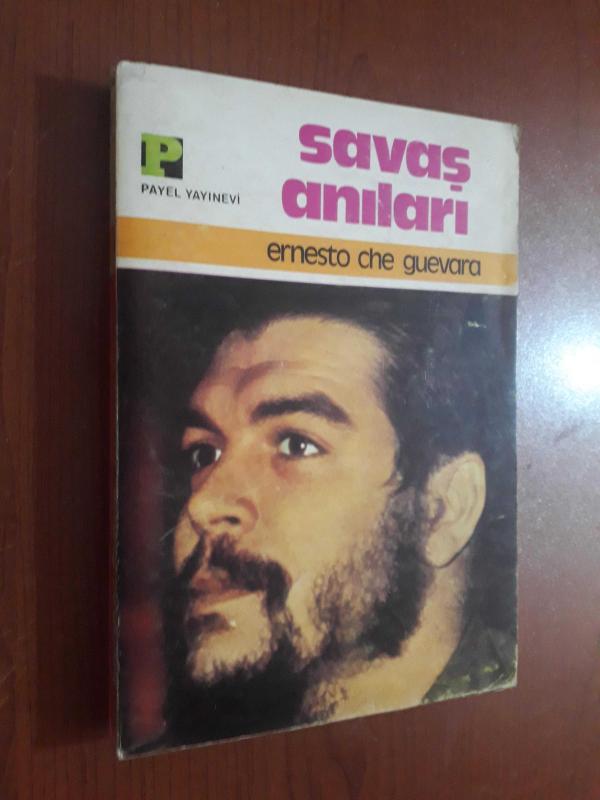 P
PAYEL YAYINEVİ
savaş
anıları
ernesto che guevara